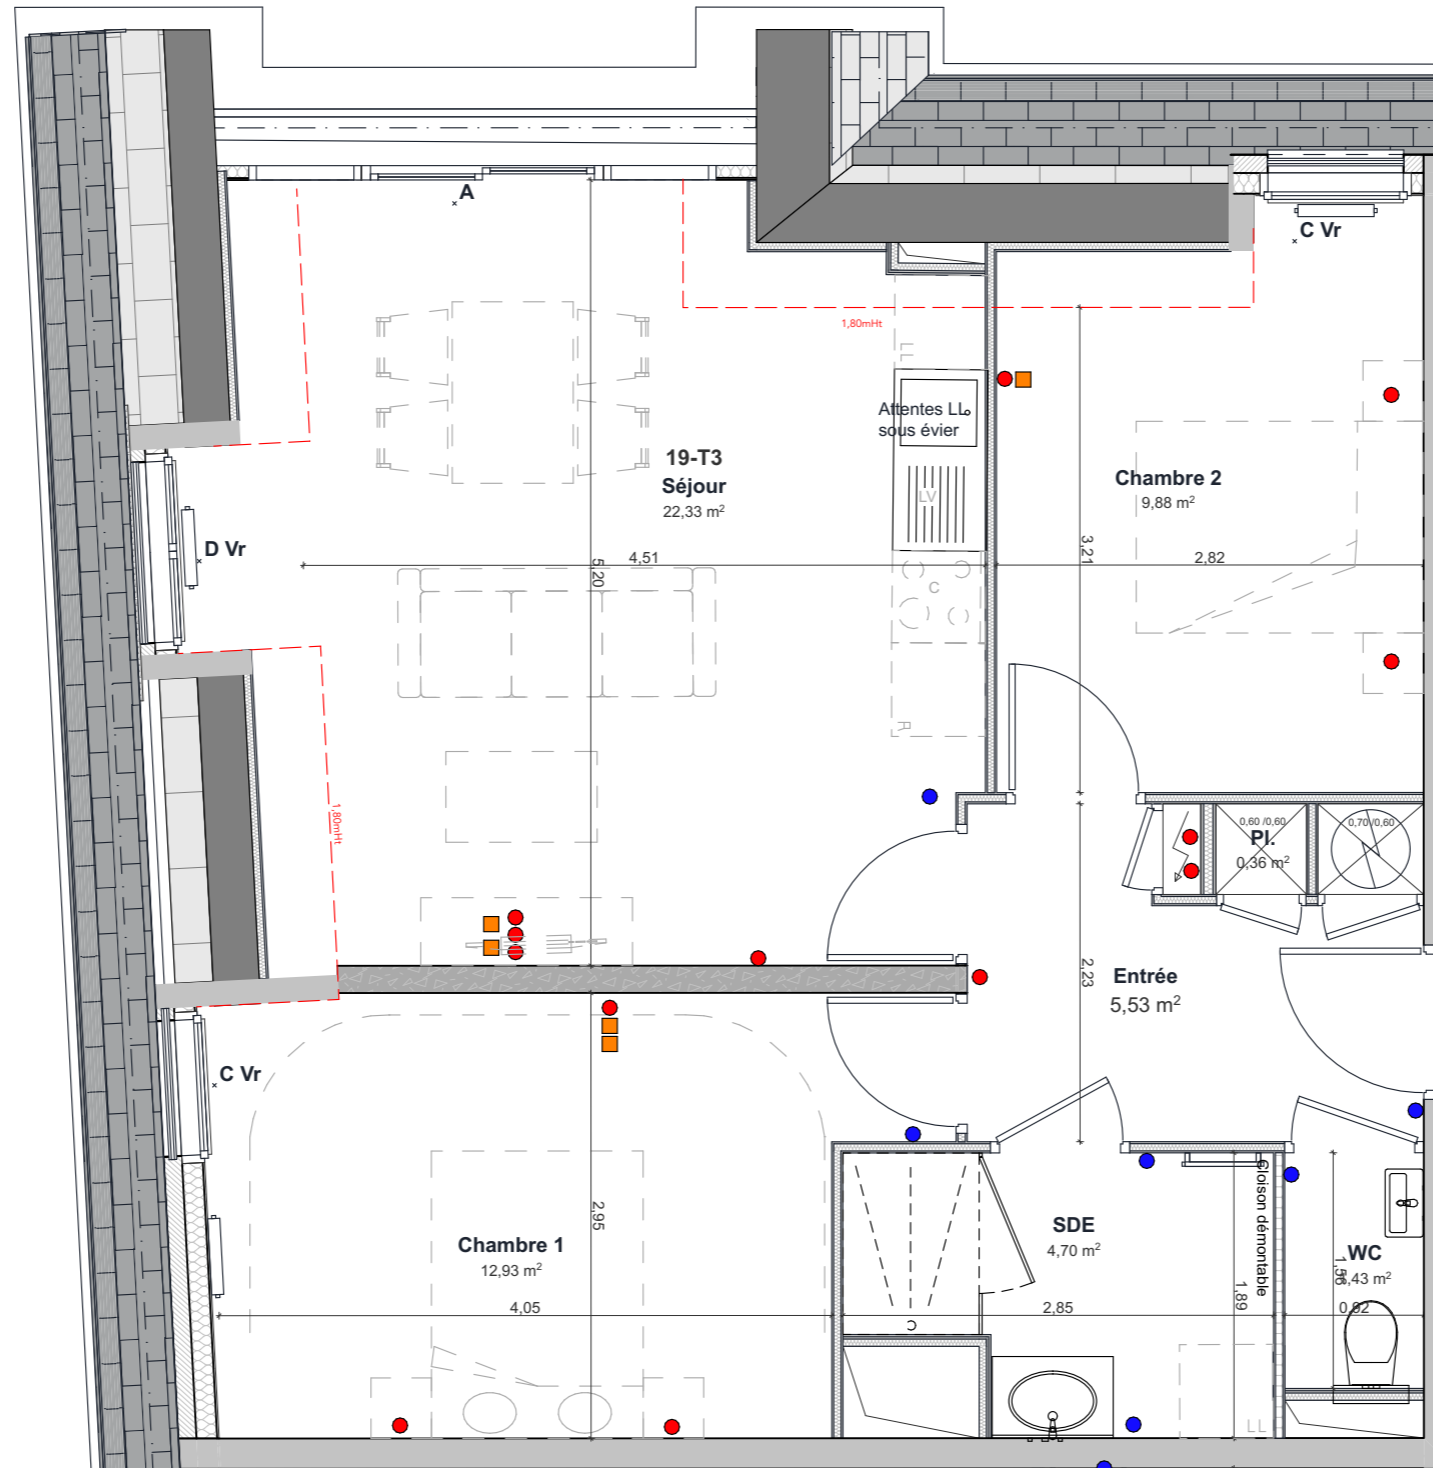 A
C Vr
1,80mHt
LL
Attentes LL
sous évier
19-T3
Séjour
22,33 m²
LV
Chambre 2
9,88 m²
D Vr
4,51
5,20
3,21
2,82
C
R
1,80mHt
0,60 /0,60
Pl.
0,36 m²
0,70 /0,60
2,23
Entrée
5,53 m²
C Vr
Cloison démontable
2,95
Chambre 1
12,93 m²
SDE
4,70 m²
WC
,43 m²
1,56
1,89
4,05
2,85
0,92
C
LL